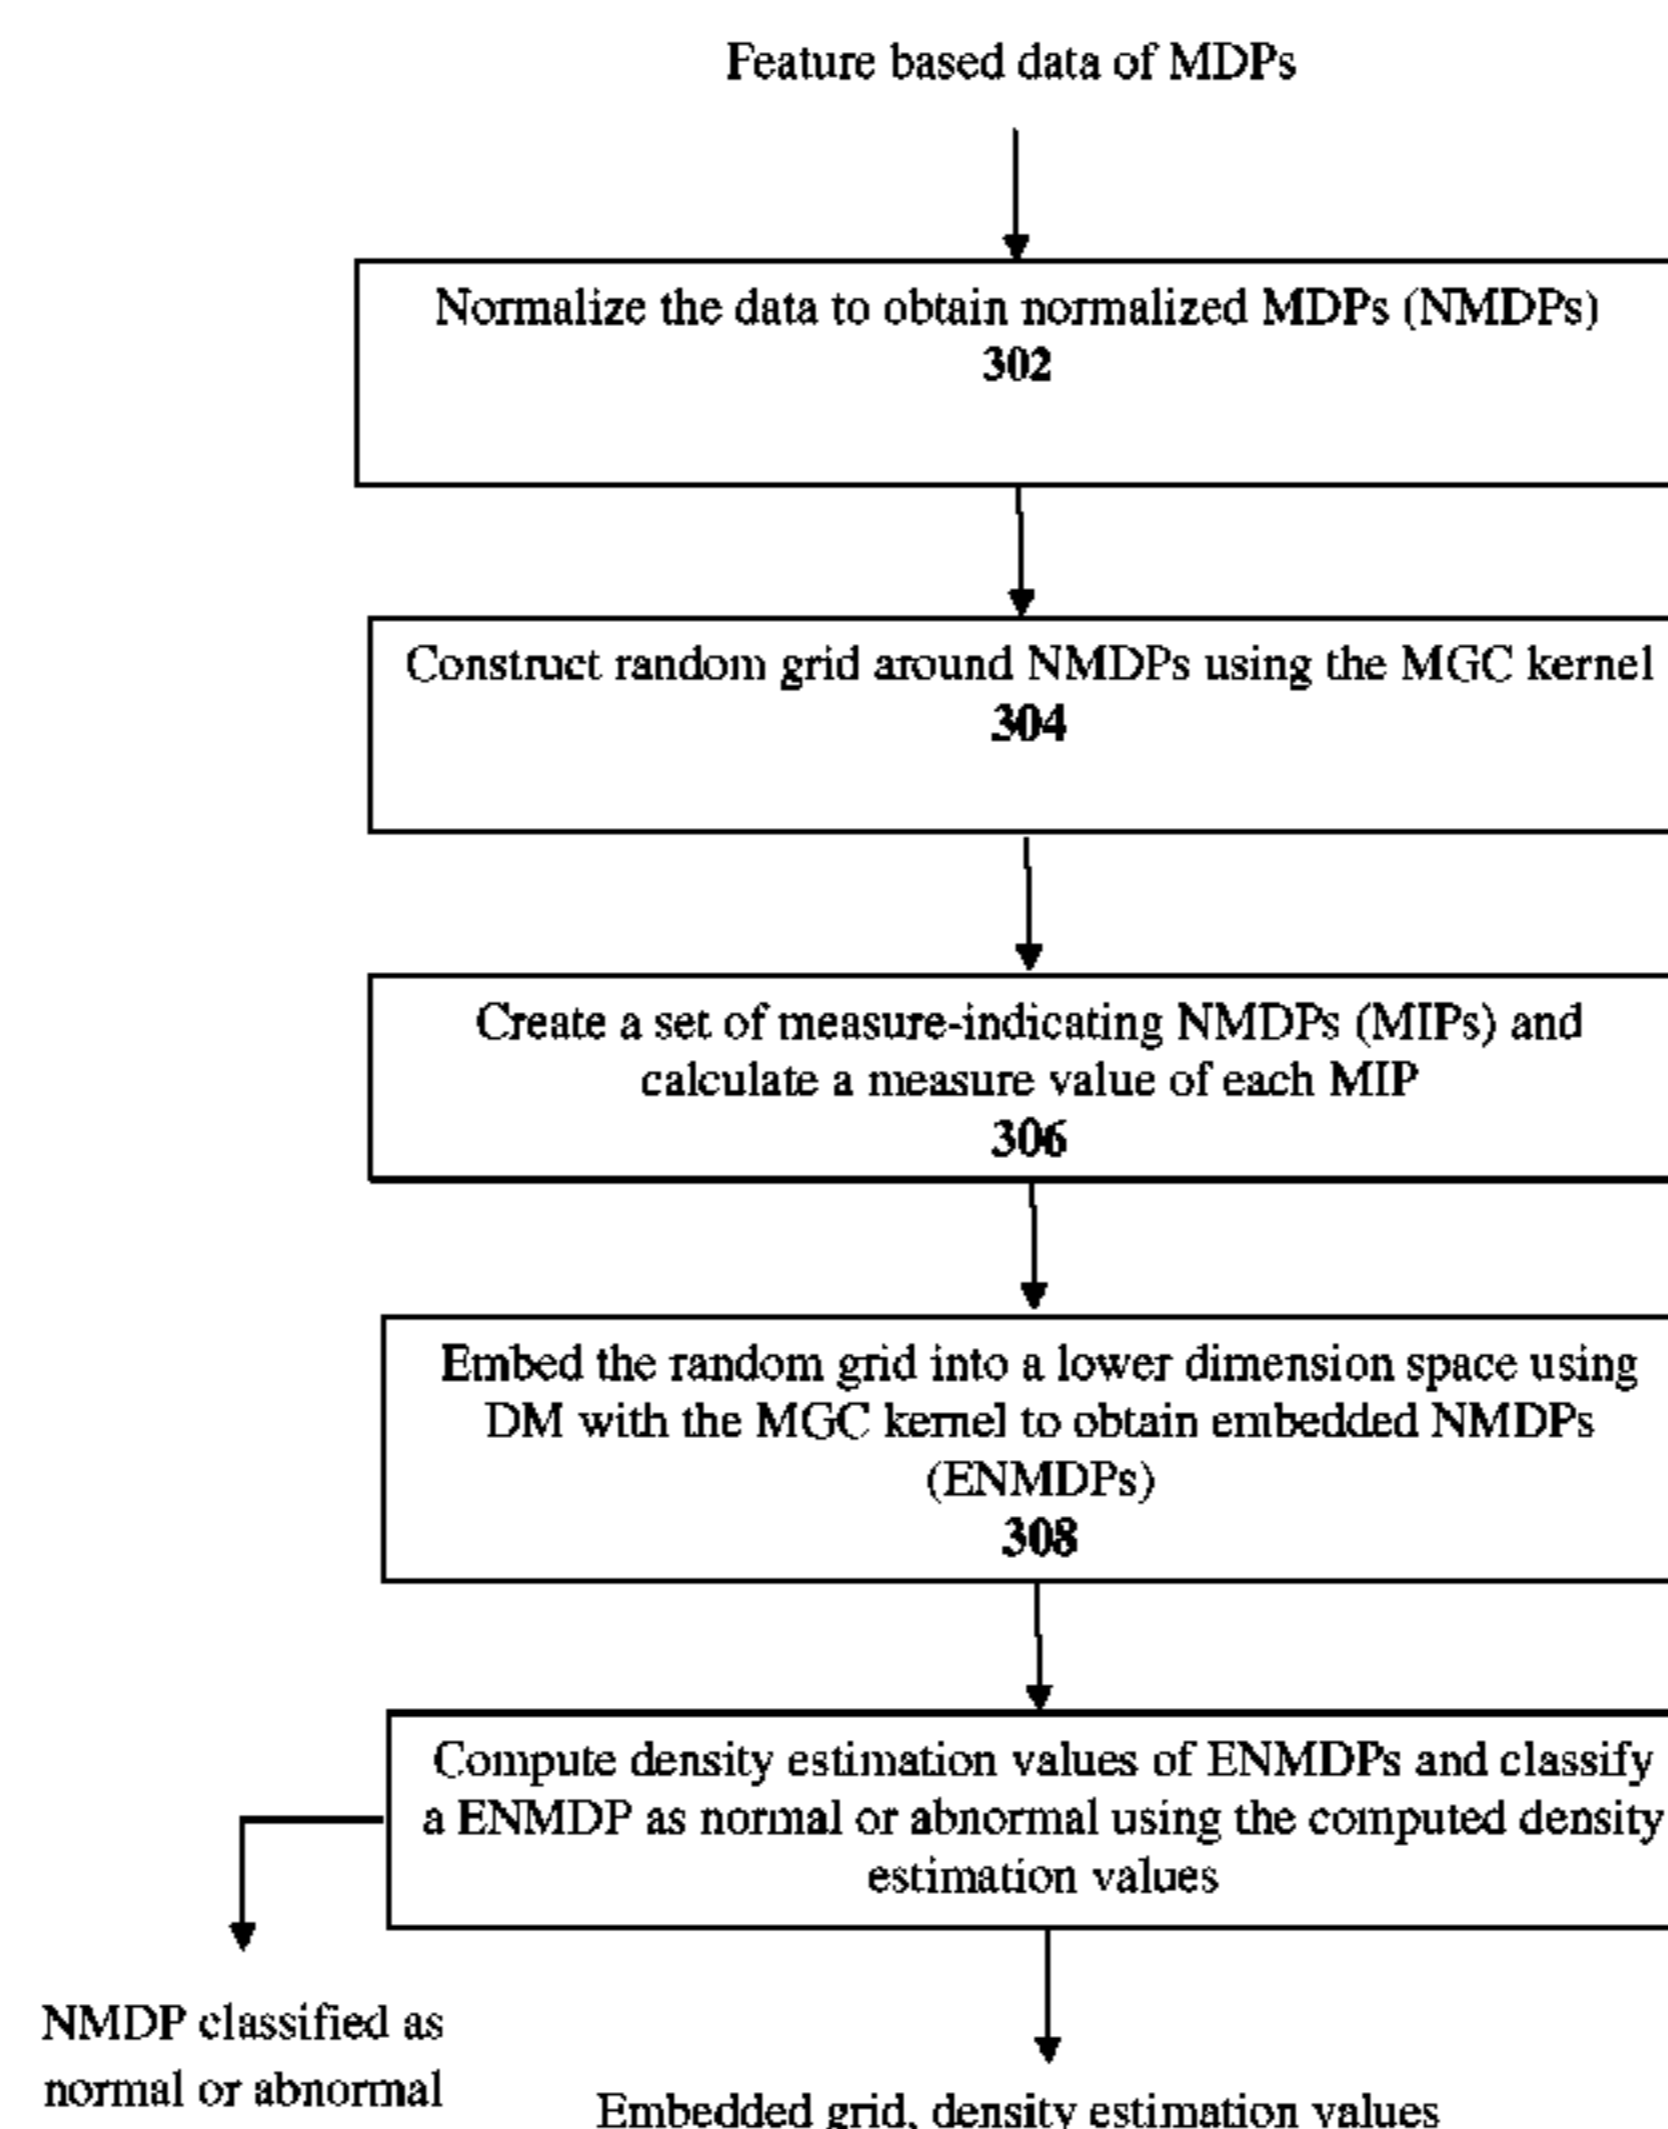 Feature based data of MDPs
Normalize the data to obtain normalized MDPs (NMDPs)
302
Construct random grid around NMDPs using the MGC kernel
304
Create a set of measure-indicating NMDPs (MIPs) and
calculate a measure value of each MIP
306
Embed the random grid into a lower dimension space using
DM with the MGC kernel to obtain embedded NMDPs
(ENMDPs)
308
Compute density estimation values of ENMDPs and classify
a ENMDP as normal or abnormal using the computed density
estimation values
NMDP classified as
normal or abnormal
Embedded grid, density estimation values